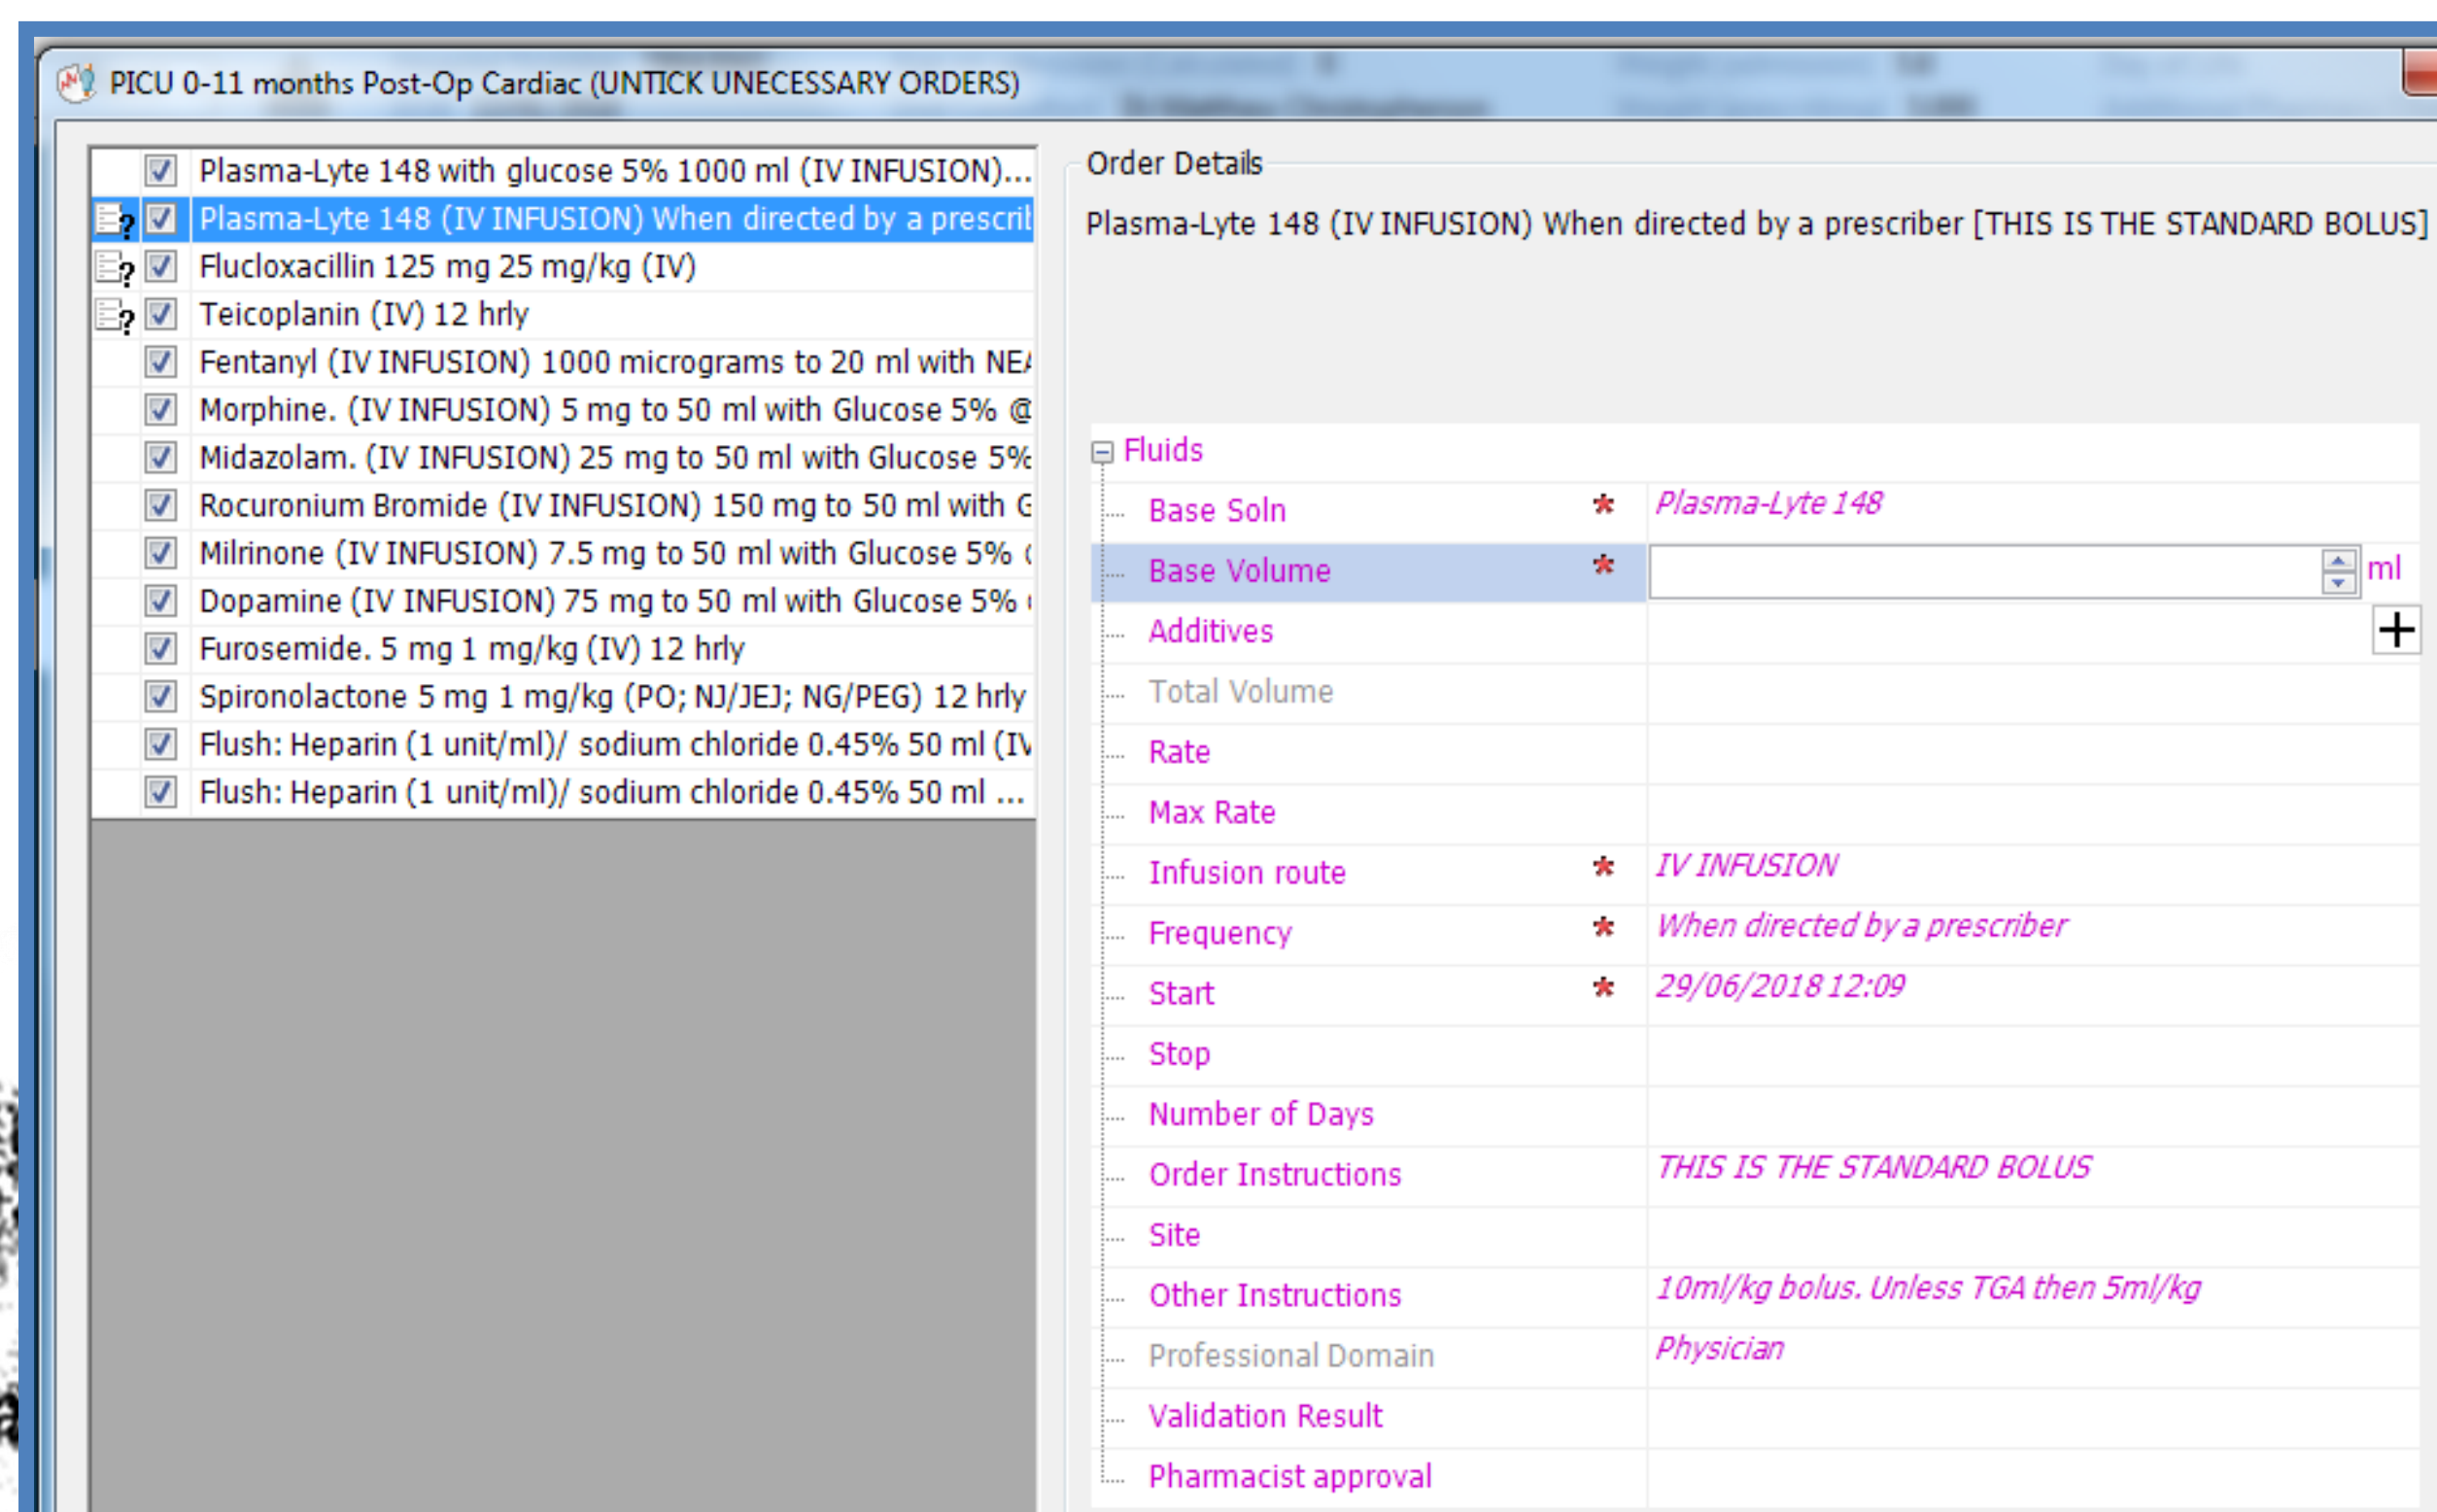 PICU 0-11 months Post-Op Cardiac (UNTICK UNECESSARY ORDERS)
Plasma-Lyte 148 with glucose 5% 1000 ml (IV INFUSION)...
Plasma-Lyte 148 (IV INFUSION) When directed by a prescrib
Flucloxacillin 125 mg 25 mg/kg (IV)
Teicoplanin (IV) 12 hrly
Fentanyl (IV INFUSION) 1000 micrograms to 20 ml with NEA
Morphine. (IV INFUSION) 5 mg to 50 ml with Glucose 5% @
Midazolam. (IV INFUSION) 25 mg to 50 ml with Glucose 5%
Rocuronium Bromide (IV INFUSION) 150 mg to 50 ml with G
Milrinone (IV INFUSION) 7.5 mg to 50 ml with Glucose 5%
Dopamine (IV INFUSION) 75 mg to 50 ml with Glucose 5%
Furosemide. 5 mg 1 mg/kg (IV) 12 hrly
Spironolactone 5 mg 1 mg/kg (PO; NJ/JEJ; NG/PEG) 12 hrly
Flush: Heparin (1 unit/ml)/ sodium chloride 0.45% 50 ml (IV
Flush: Heparin (1 unit/ml)/ sodium chloride 0.45% 50 ml ...
Order Details
Plasma-Lyte 148 (IV INFUSION) When directed by a prescriber [THIS IS THE STANDARD BOLUS]
Fluids
Base Soln * Plasma-Lyte 148
Base Volume * ml
Additives +
Total Volume
Rate
Max Rate
Infusion route * IV INFUSION
Frequency * When directed by a prescriber
Start * 29/06/2018 12:09
Stop
Number of Days
Order Instructions THIS IS THE STANDARD BOLUS
Site
Other Instructions 10ml/kg bolus. Unless TGA then 5ml/kg
Professional Domain Physician
Validation Result
Pharmacist approval